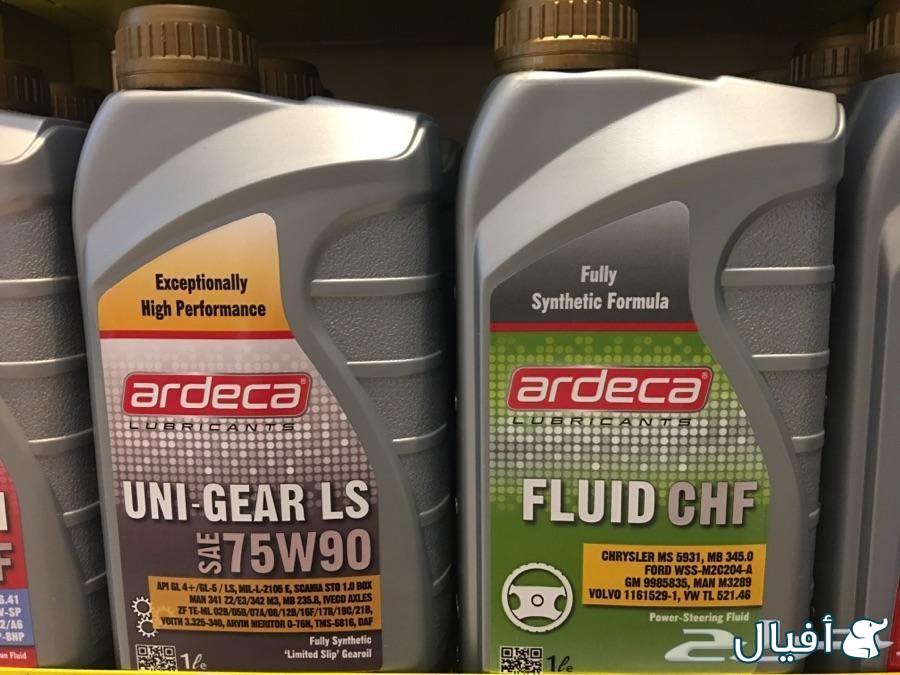 Exceptionally
High Performance
ardeca
LUBRICANTS
UNI-GEAR LS
SAE 75W90
API GL 4+/GL-5 / LS, MIL-L-2105 E, SCANIA STO 1.0 BOX
MAN 341 Z2/E3/342 M3, MB 235.8, IVECO AXLES
ZF TE-ML 02B/05B/07A/08/12B/16F/17B/19C/21B,
VOITH 3.325-340, ARVIN MERITOR O-76N, TMS-6816, DAF
Fully Synthetic
'Limited Slip' Gearoil
1le
Fully
Synthetic Formula
ardeca
LUBRICANTS
FLUID CHF
CHRYSLER MS 5931, MB 345.0
FORD WSS-M2C204-A
GM 9985835, MAN M3289
VOLVO 1161529-1, VW TL 521.46
Power-Steering Fluid
1le
أفيال